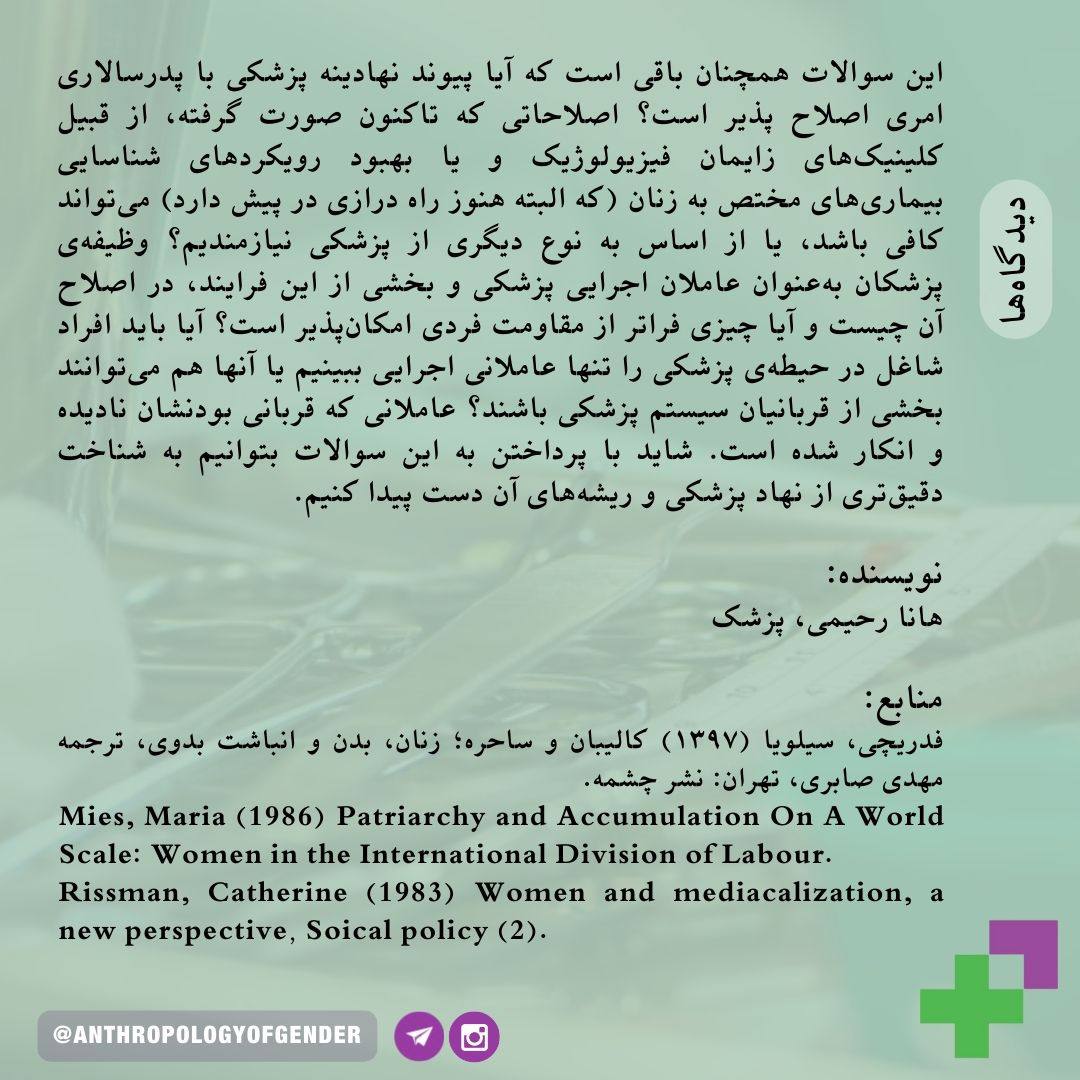 این سوالات همچنان باقی است که آیا پیوند نهادینه پزشکی با پدرسالاری
امری اصلاح پذیر است؟ اصلاحاتی که تاکنون صورت گرفته، از قبیل
کلینیک‌های زایمان فیزیولوژیک و یا بهبود رویکردهای شناسایی
بیماری‌های مختص به زنان (که البته هنوز راه درازی در پیش دارد) می‌تواند
کافی باشد، یا از اساس به نوع دیگری از پزشکی نیازمندیم؟ وظیفه‌ی
پزشکان به‌عنوان عاملان اجرایی پزشکی و بخشی از این فرایند، در اصلاح
آن چیست و آیا چیزی فراتر از مقاومت فردی امکان‌پذیر است؟ آیا باید افراد
شاغل در حیطه‌ی پزشکی را تنها عاملانی اجرایی ببینیم یا آنها هم می‌توانند
بخشی از قربانیان سیستم پزشکی باشند؟ عاملانی که قربانی بودنشان نادیده
و انکار شده است. شاید با پرداختن به این سوالات بتوانیم به شناخت
دقیق‌تری از نهاد پزشکی و ریشه‌های آن دست پیدا کنیم.
دیدگاه‌ها
نویسنده:
هانا رحیمی، پزشک
منابع:
فدریچی، سیلویا (۱۳۹۷) کالیبان و ساحره؛ زنان، بدن و انباشت بدوی، ترجمه
مهدی صابری، تهران: نشر چشمه.
Mies, Maria (1986) Patriarchy and Accumulation On A World
Scale: Women in the International Division of Labour.
Rissman, Catherine (1983) Women and mediacalization, a
new perspective, Soical policy (2).
@ANTHROPOLOGYOFGENDER